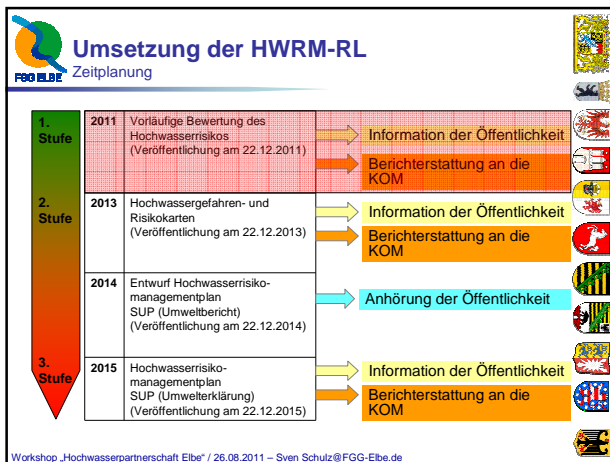 FGG ELBE
Umsetzung der HWRM-RL
Zeitplanung
1.
Stufe
2011
Vorläufige Bewertung des
Hochwasserrisikos
(Veröffentlichung am 22.12.2011)
Information der Öffentlichkeit
Berichterstattung an die
KOM
2.
Stufe
2013
Hochwassergefahren- und
Risikokarten
(Veröffentlichung am 22.12.2013)
Information der Öffentlichkeit
Berichterstattung an die
KOM
2014
Entwurf Hochwasserrisiko-
managementplan
SUP (Umweltbericht)
(Veröffentlichung am 22.12.2014)
Anhörung der Öffentlichkeit
3.
Stufe
2015
Hochwasserrisiko-
managementplan
SUP (Umwelterklärung)
(Veröffentlichung am 22.12.2015)
Information der Öffentlichkeit
Berichterstattung an die
KOM
Workshop „Hochwasserpartnerschaft Elbe" / 26.08.2011 – Sven Schulz@FGG-Elbe.de